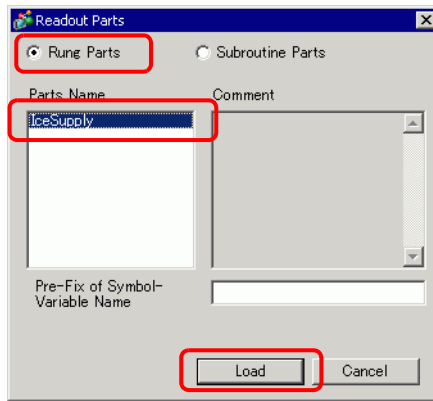 Readout Parts
Rung Parts
Subroutine Parts
Parts Name
Comment
IceSupply
Pre-Fix of Symbol-
Variable Name
Load
Cancel